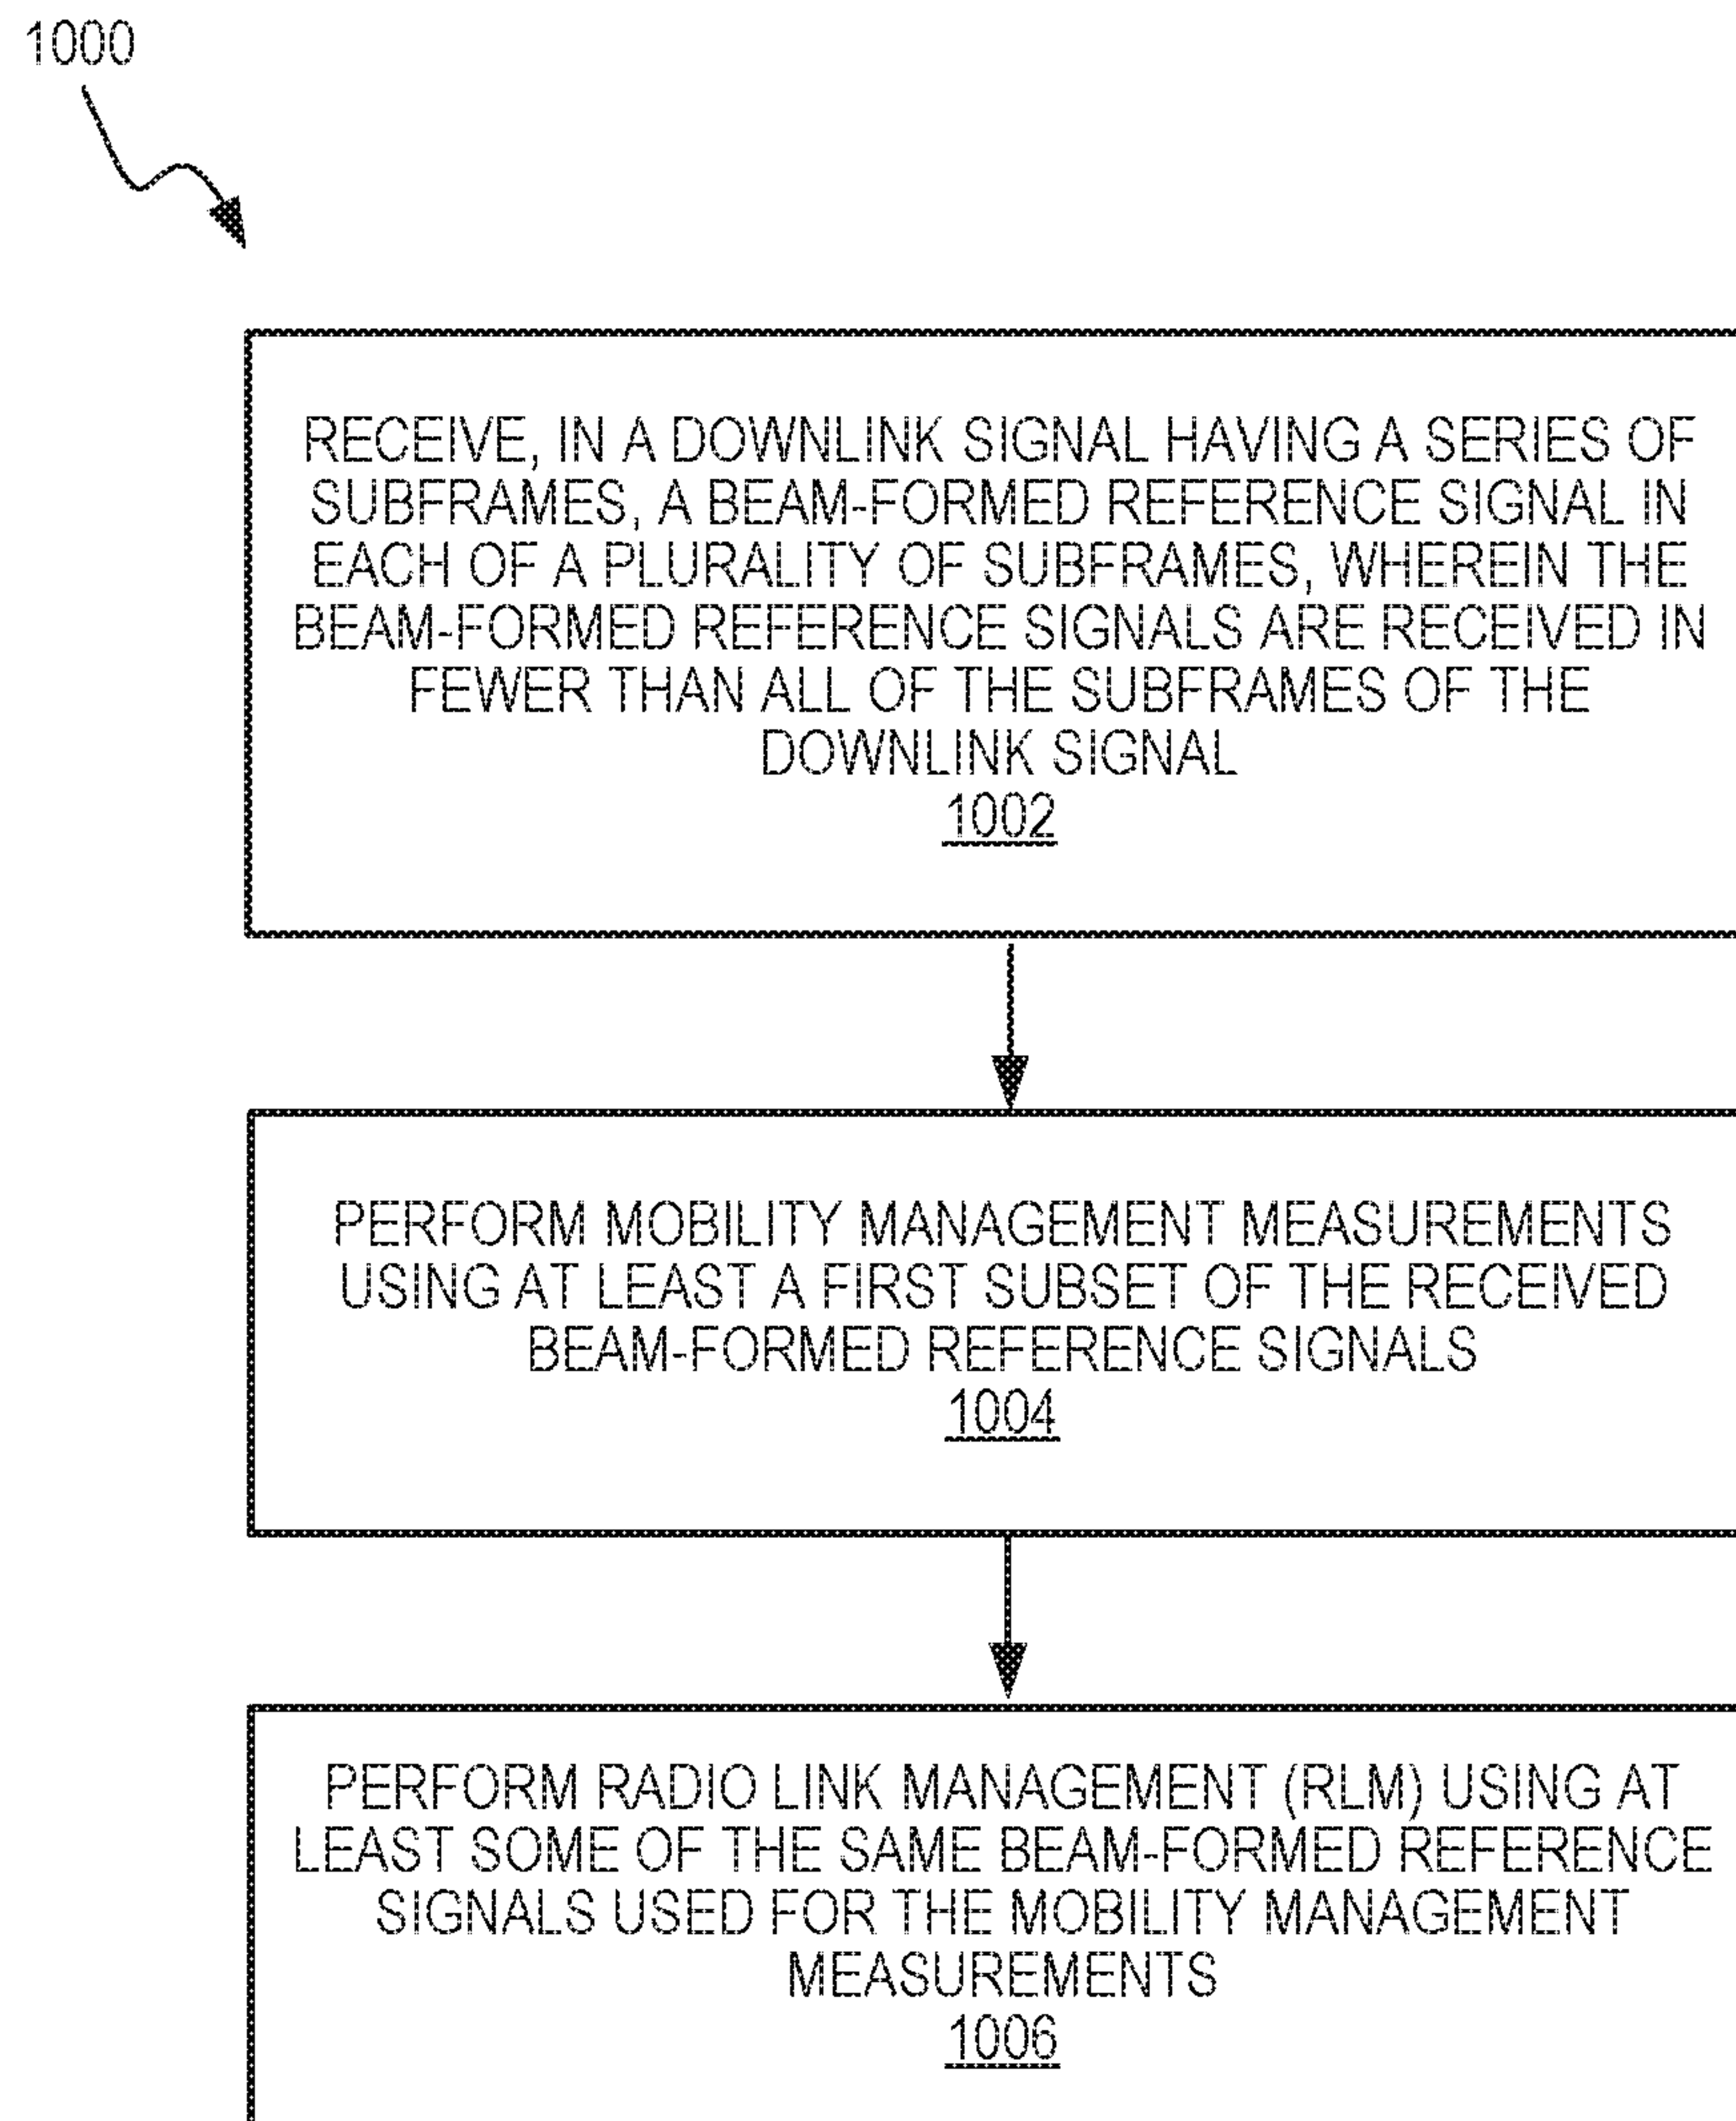 1000
RECEIVE, IN A DOWNLINK SIGNAL HAVING A SERIES OF
SUBFRAMES, A BEAM-FORMED REFERENCE SIGNAL IN
EACH OF A PLURALITY OF SUBFRAMES, WHEREIN THE
BEAM-FORMED REFERENCE SIGNALS ARE RECEIVED IN
FEWER THAN ALL OF THE SUBFRAMES OF THE
DOWNLINK SIGNAL
1002
PERFORM MOBILITY MANAGEMENT MEASUREMENTS
USING AT LEAST A FIRST SUBSET OF THE RECEIVED
BEAM-FORMED REFERENCE SIGNALS
1004
PERFORM RADIO LINK MANAGEMENT (RLM) USING AT
LEAST SOME OF THE SAME BEAM-FORMED REFERENCE
SIGNALS USED FOR THE MOBILITY MANAGEMENT
MEASUREMENTS
1006